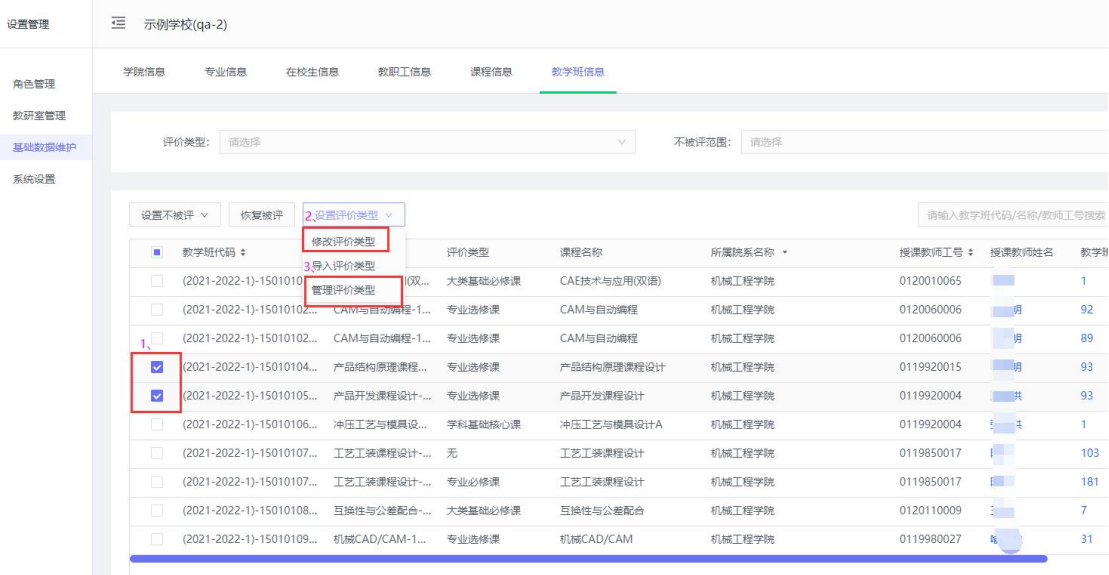 设置管理
示例学校(qa-2)
角色管理
教研室管理
基础数据维护
系统设置
学院信息 专业信息 在校生信息 教职工信息 课程信息 教学班信息
评价类型： 请选择 不被评范围： 请选择
设置不被评 恢复被评 2、设置评价类型 请输入教学班代码/名称/教师工号搜索
修改评价类型
3、导入评价类型
管理评价类型
1、
教学班代码 评价类型 课程名称 所属院系名称 授课教师工号 授课教师姓名 教学班
(2021-2022-1)-1501010 (双... 大类基础必修课 CAE技术与应用(双语) 机械工程学院 0120010065 1
(2021-2022-1)-15010102... CAM与自动编程-1... 专业选修课 CAM与自动编程 机械工程学院 0120060006 明 92
(2021-2022-1)-15010102... CAM与自动编程-1... 专业选修课 CAM与自动编程 机械工程学院 0120060006 明 89
(2021-2022-1)-15010104... 产品结构原理课程... 专业选修课 产品结构原理课程设计 机械工程学院 0119920015 明 93
(2021-2022-1)-15010105... 产品开发课程设计-... 专业选修课 产品开发课程设计 机械工程学院 0119920004 洪 93
(2021-2022-1)-15010106... 冲压工艺与模具设... 学科基础核心课 冲压工艺与模具设计A 机械工程学院 0119920004 1
(2021-2022-1)-15010107... 工艺工装课程设计-... 无 工艺工装课程设计 机械工程学院 0119850017 103
(2021-2022-1)-15010107... 工艺工装课程设计-... 专业必修课 工艺工装课程设计 机械工程学院 0119850017 181
(2021-2022-1)-15010108... 互换性与公差配合-... 大类基础必修课 互换性与公差配合 机械工程学院 0120110009 7
(2021-2022-1)-15010109... 机械CAD/CAM-1... 专业选修课 机械CAD/CAM 机械工程学院 0119980027 31